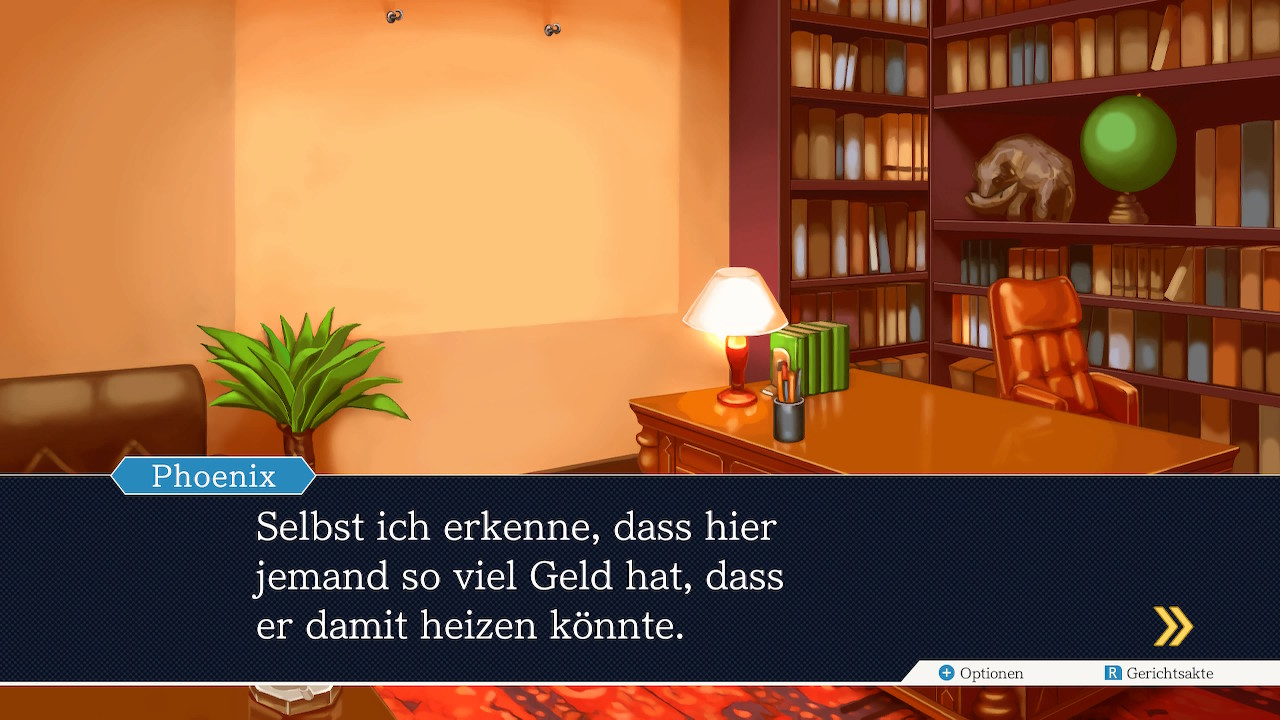 Phoenix
Selbst ich erkenne, dass hier
jemand so viel Geld hat, dass
er damit heizen könnte.
+ Optionen
R Gerichtsakte